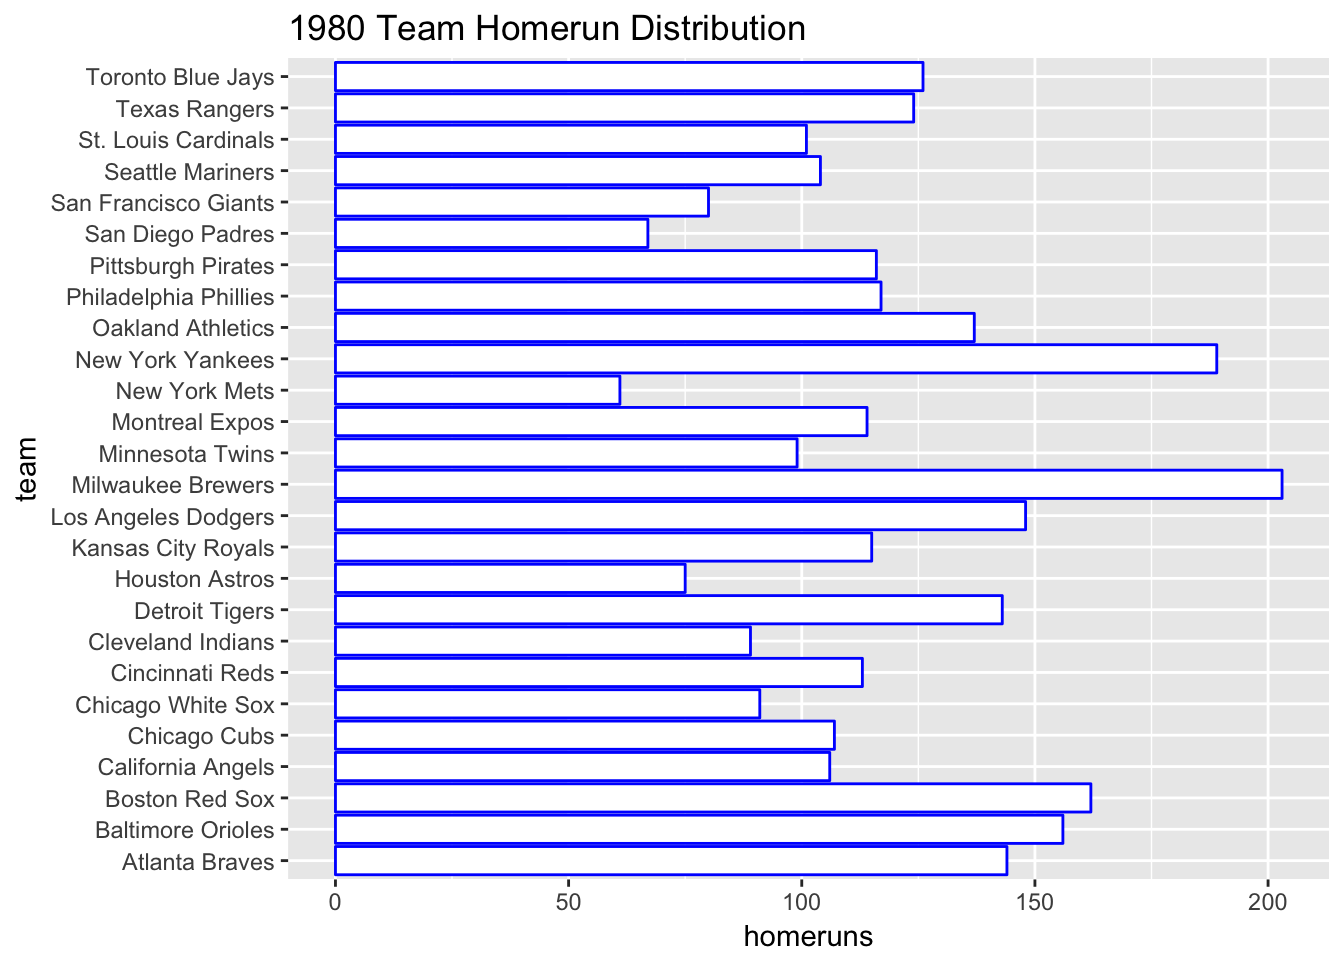 1980 Team Homerun Distribution
Toronto Blue Jays
Texas Rangers
St. Louis Cardinals
Seattle Mariners
San Francisco Giants
San Diego Padres
Pittsburgh Pirates
Philadelphia Phillies
Oakland Athletics
New York Yankees
New York Mets
Montreal Expos
Minnesota Twins
Milwaukee Brewers
Los Angeles Dodgers
Kansas City Royals
Houston Astros
Detroit Tigers
Cleveland Indians
Cincinnati Reds
Chicago White Sox
Chicago Cubs
California Angels
Boston Red Sox
Baltimore Orioles
Atlanta Braves
team
0 50 100 150 200
homeruns